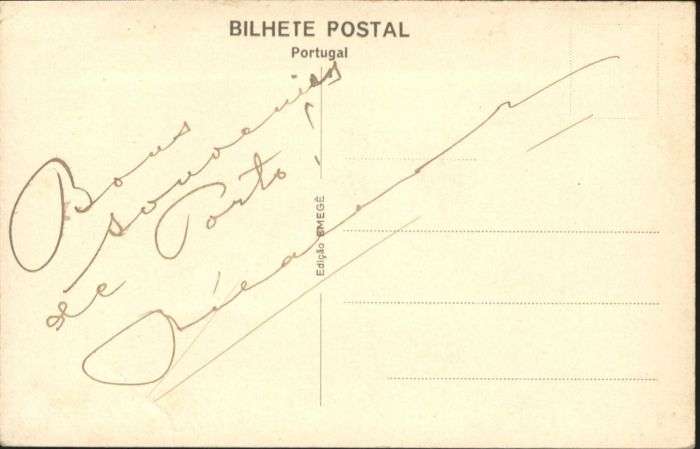 BILHETE POSTAL
Portugal
Bons
souvenirs
de Porto!
Edição EMEGÊ